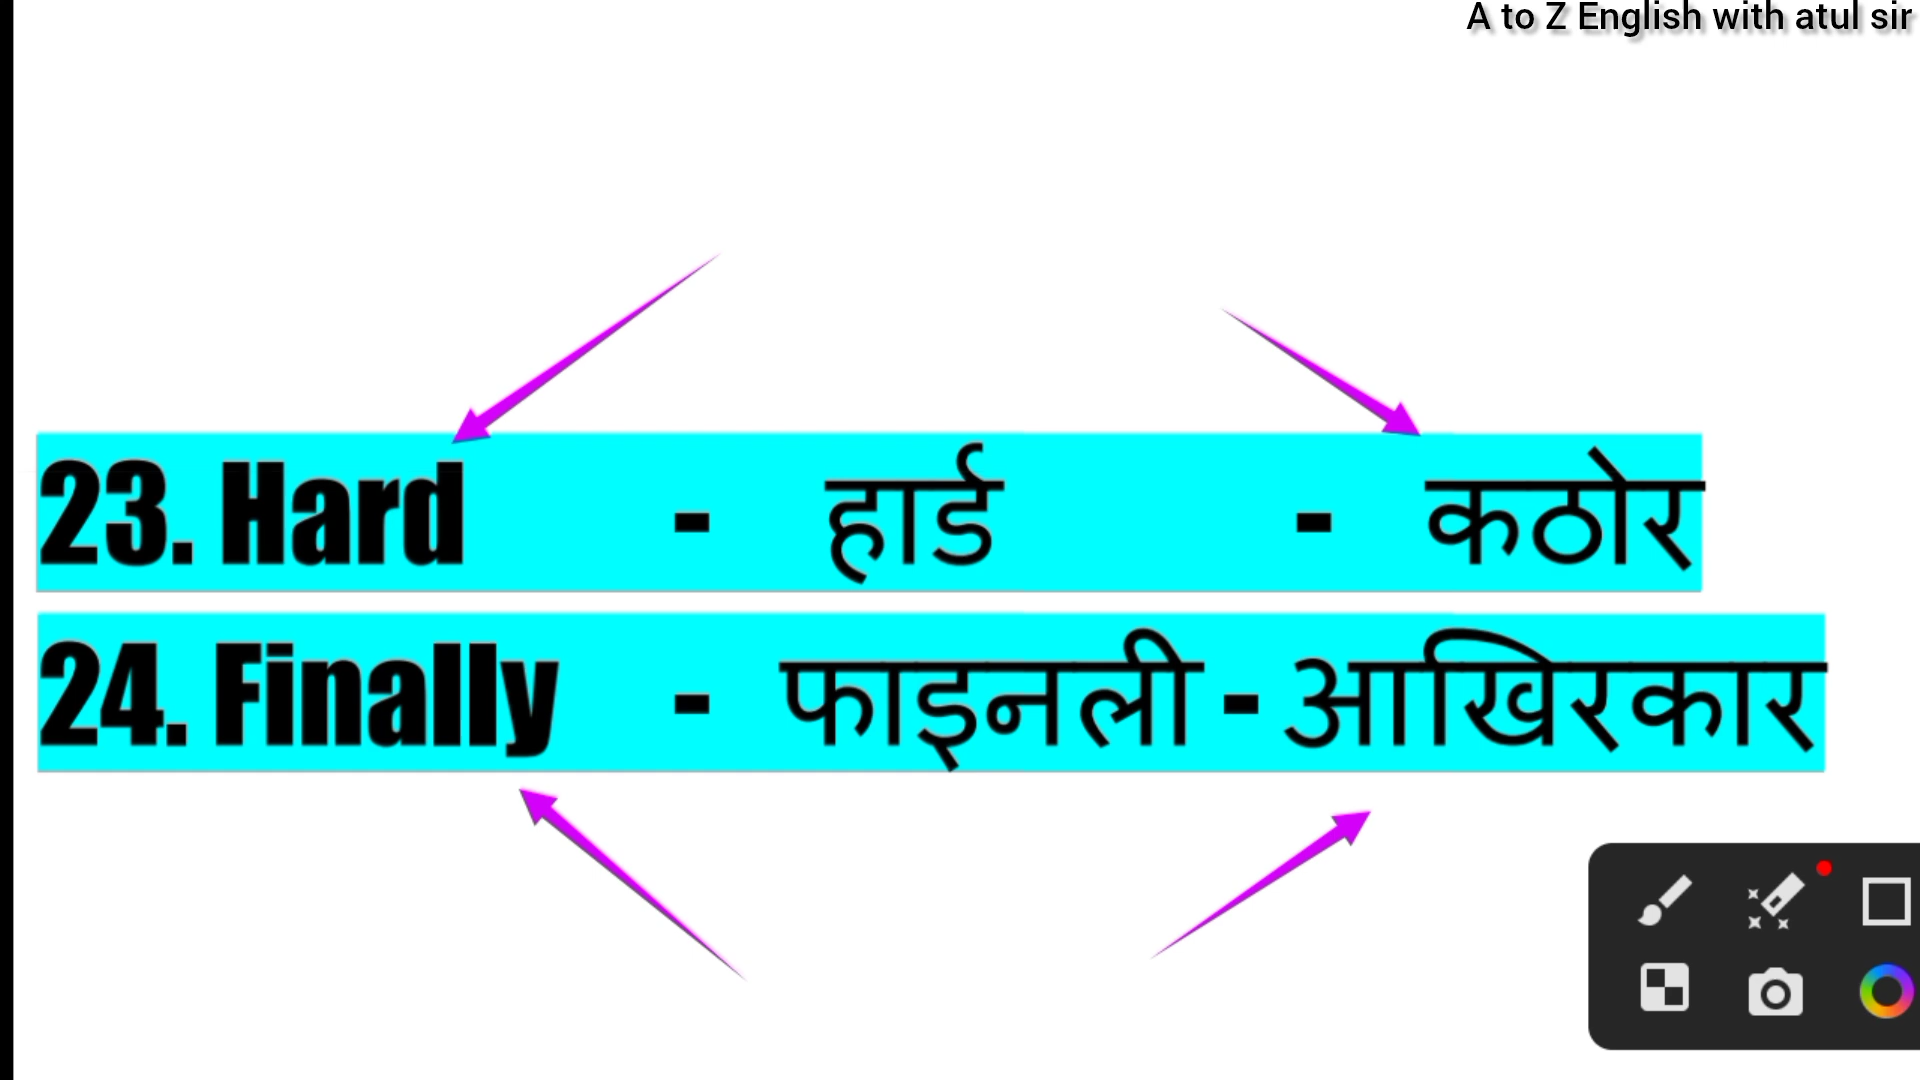 A to Z English with atul sir
23. Hard - हार्ड - कठोर
24. Finally - फाइनली - आखिरकार